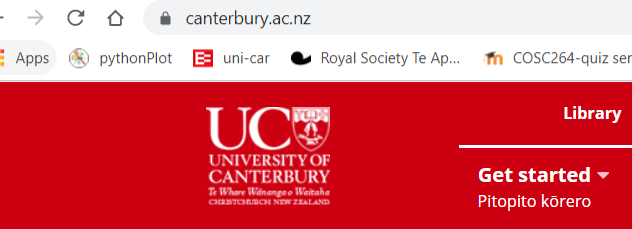 canterbury.ac.nz
Apps pythonPlot uni-car Royal Society Te Ap... COSC264-quiz ser
Library
UC
UNIVERSITY OF
CANTERBURY
Te Whare Wānanga o Waitaha
CHRISTCHURCH NEW ZEALAND
Get started
Pitopito kōrero